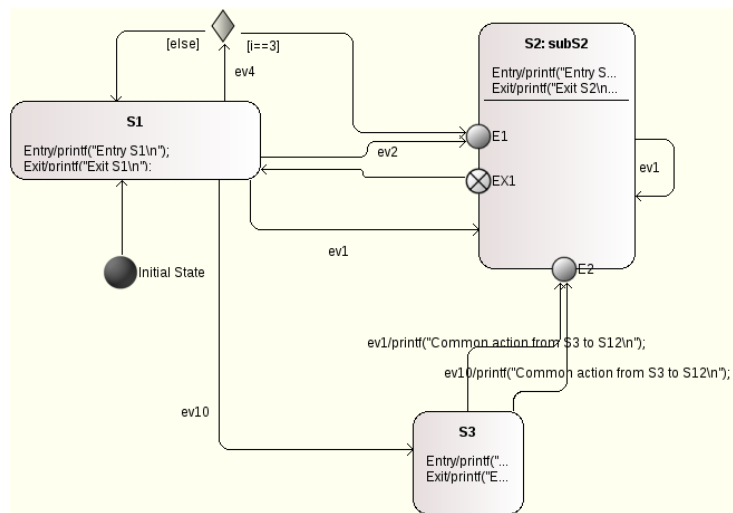 [else]
[i==3]
ev4
S2: subS2
Entry/printf("Entry S...
Exit/printf("Exit S2\n...
S1
Entry/printf("Entry S1\n");
Exit/printf("Exit S1\n");
E1
ev2
EX1
ev1
ev1
Initial State
E2
ev1/printf("Common action from S3 to S12\n");
ev10/printf("Common action from S3 to S12\n");
ev10
S3
Entry/printf("...
Exit/printf("E...